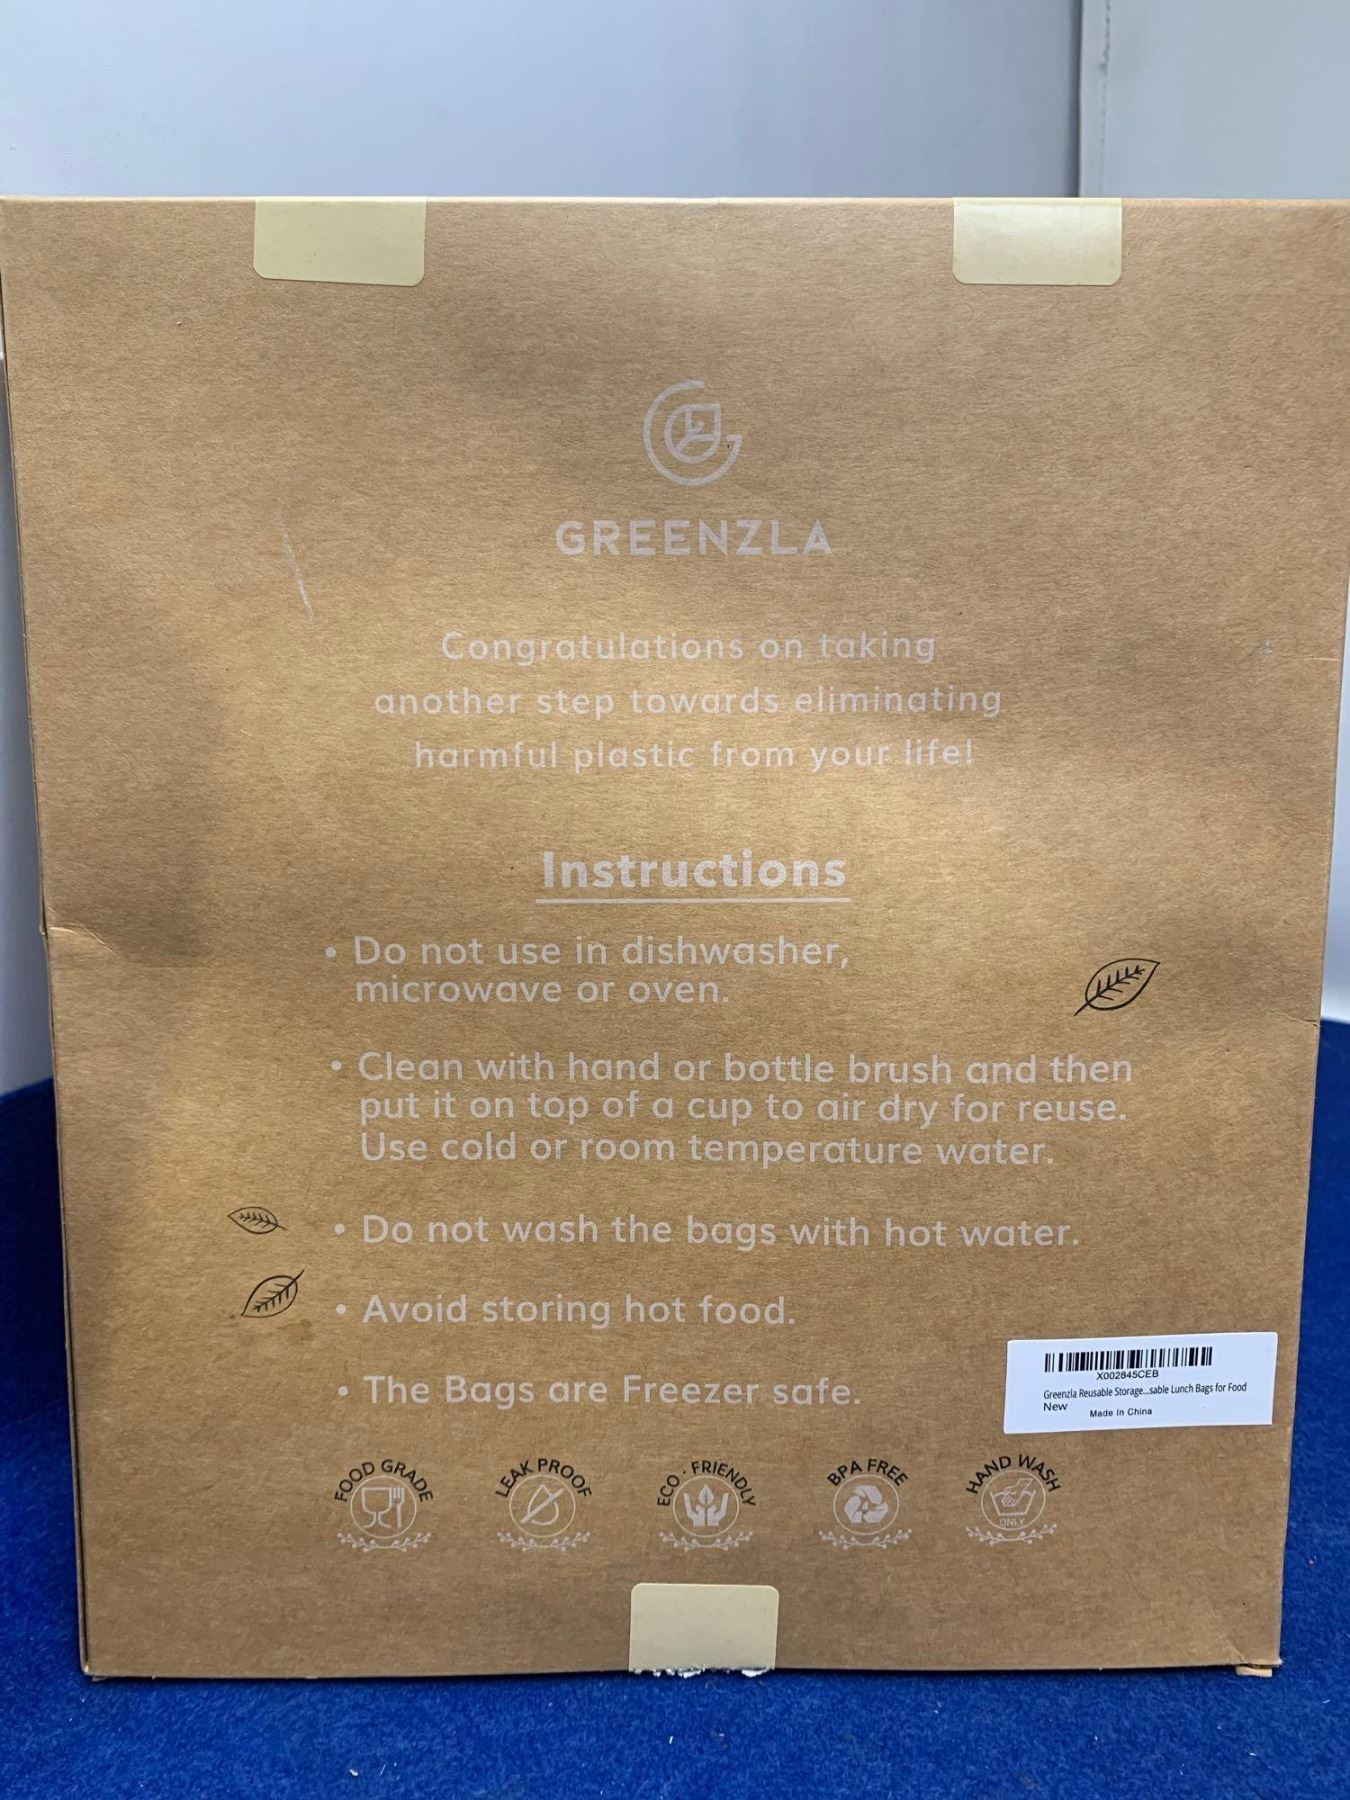 GREENZLA
Congratulations on taking
another step towards eliminating
harmful plastic from your life!
Instructions
• Do not use in dishwasher,
microwave or oven.
• Clean with hand or bottle brush and then
put it on top of a cup to air dry for reuse.
Use cold or room temperature water.
• Do not wash the bags with hot water.
• Avoid storing hot food.
• The Bags are Freezer safe.
X002845CEB
Greenzla Reusable Storage...sable Lunch Bags for Food
New
Made In China
FOOD GRADE
LEAK PROOF
ECO·FRIENDLY
BPA FREE
HAND WASH
ONLY